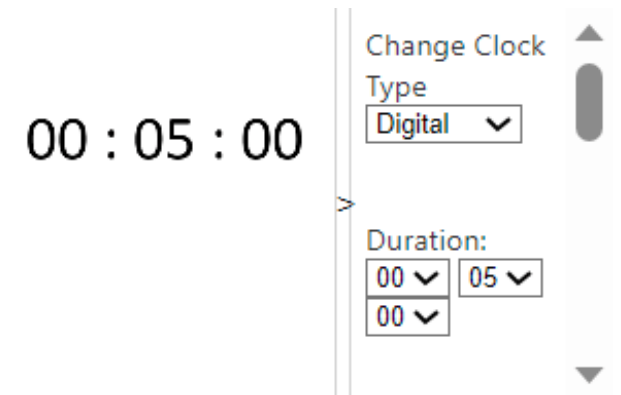 00 : 05 : 00
>
Change Clock
Type
Digital
Duration:
00 05
00